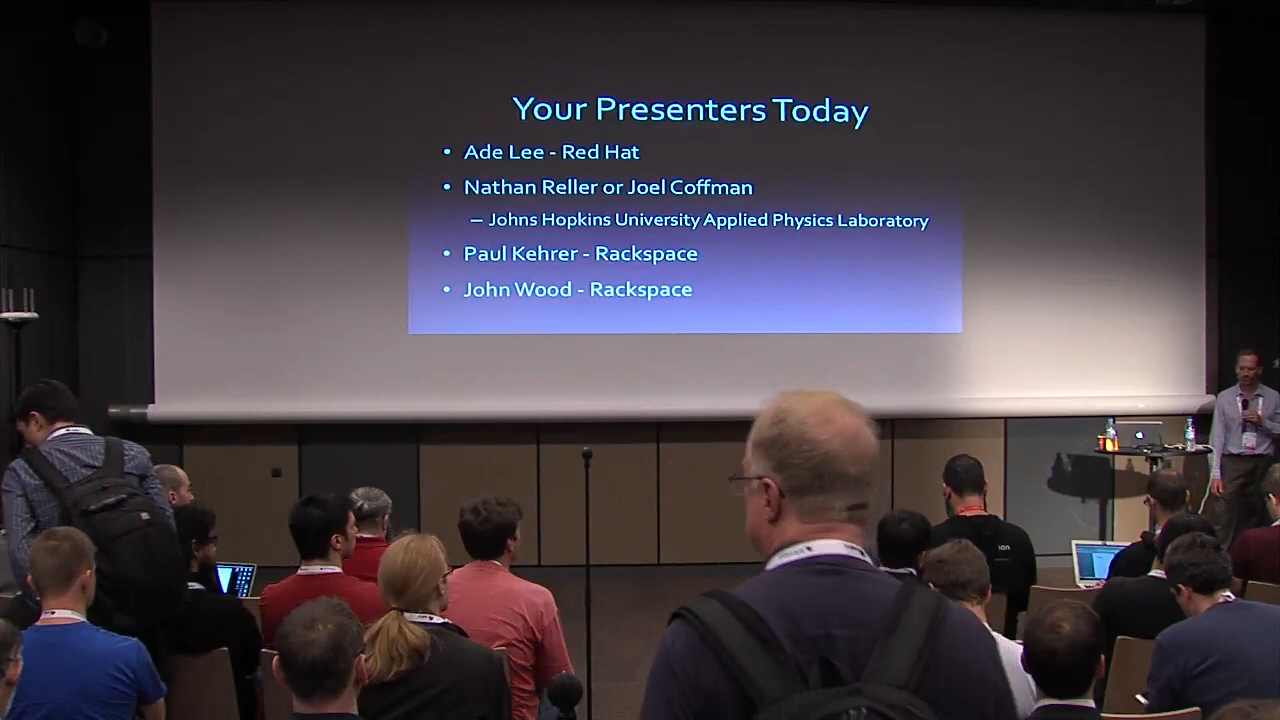 Your Presenters Today
• Ade Lee - Red Hat
• Nathan Reller or Joel Coffman
– Johns Hopkins University Applied Physics Laboratory
• Paul Kehrer - Rackspace
• John Wood - Rackspace